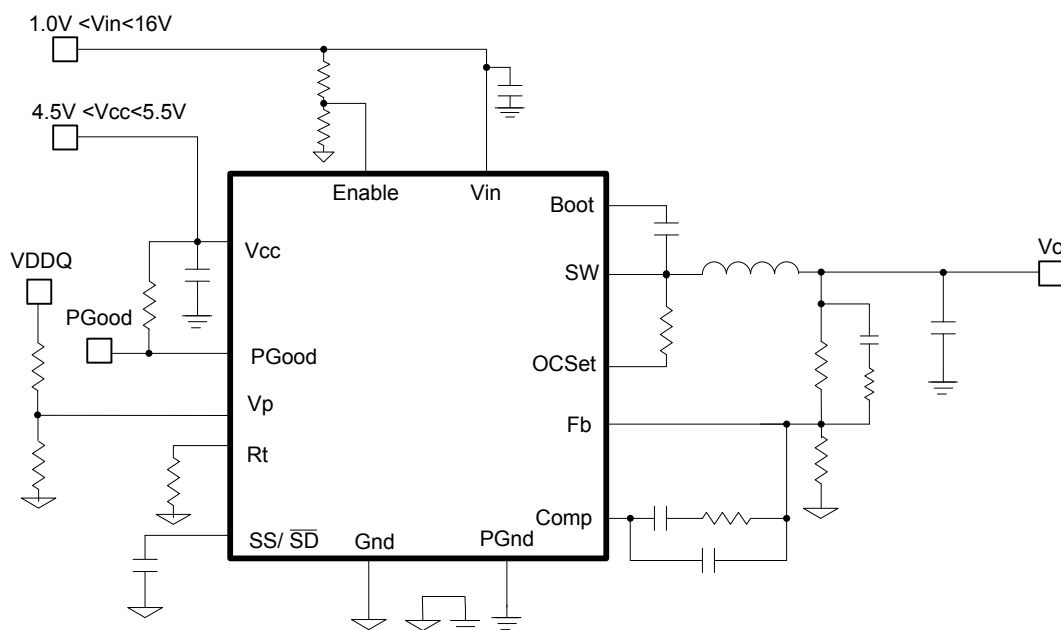 1.0V <Vin<16V
4.5V <Vcc<5.5V
Enable
Vin
Boot
Vcc
SW
Vo
VDDQ
PGood
PGood
OCSet
Vp
Fb
Rt
Comp
SS/ SD
Gnd
PGnd